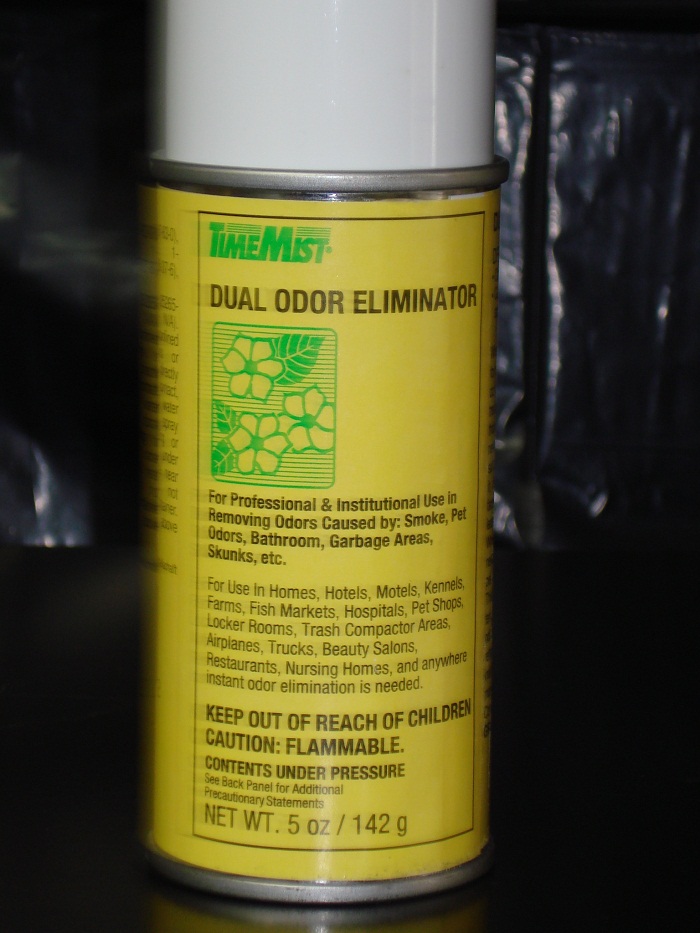 TIMEMIST
DUAL ODOR ELIMINATOR
For Professional & Institutional Use in
Removing Odors Caused by: Smoke, Pet
Odors, Bathroom, Garbage Areas,
Skunks, etc.
For Use In Homes, Hotels, Motels, Kennels,
Farms, Fish Markets, Hospitals, Pet Shops,
Locker Rooms, Trash Compactor Areas,
Airplanes, Trucks, Beauty Salons,
Restaurants, Nursing Homes, and anywhere
instant odor elimination is needed.
KEEP OUT OF REACH OF CHILDREN
CAUTION: FLAMMABLE.
CONTENTS UNDER PRESSURE
See Back Panel for Additional
Precautionary Statements
NET WT. 5 oz / 142 g